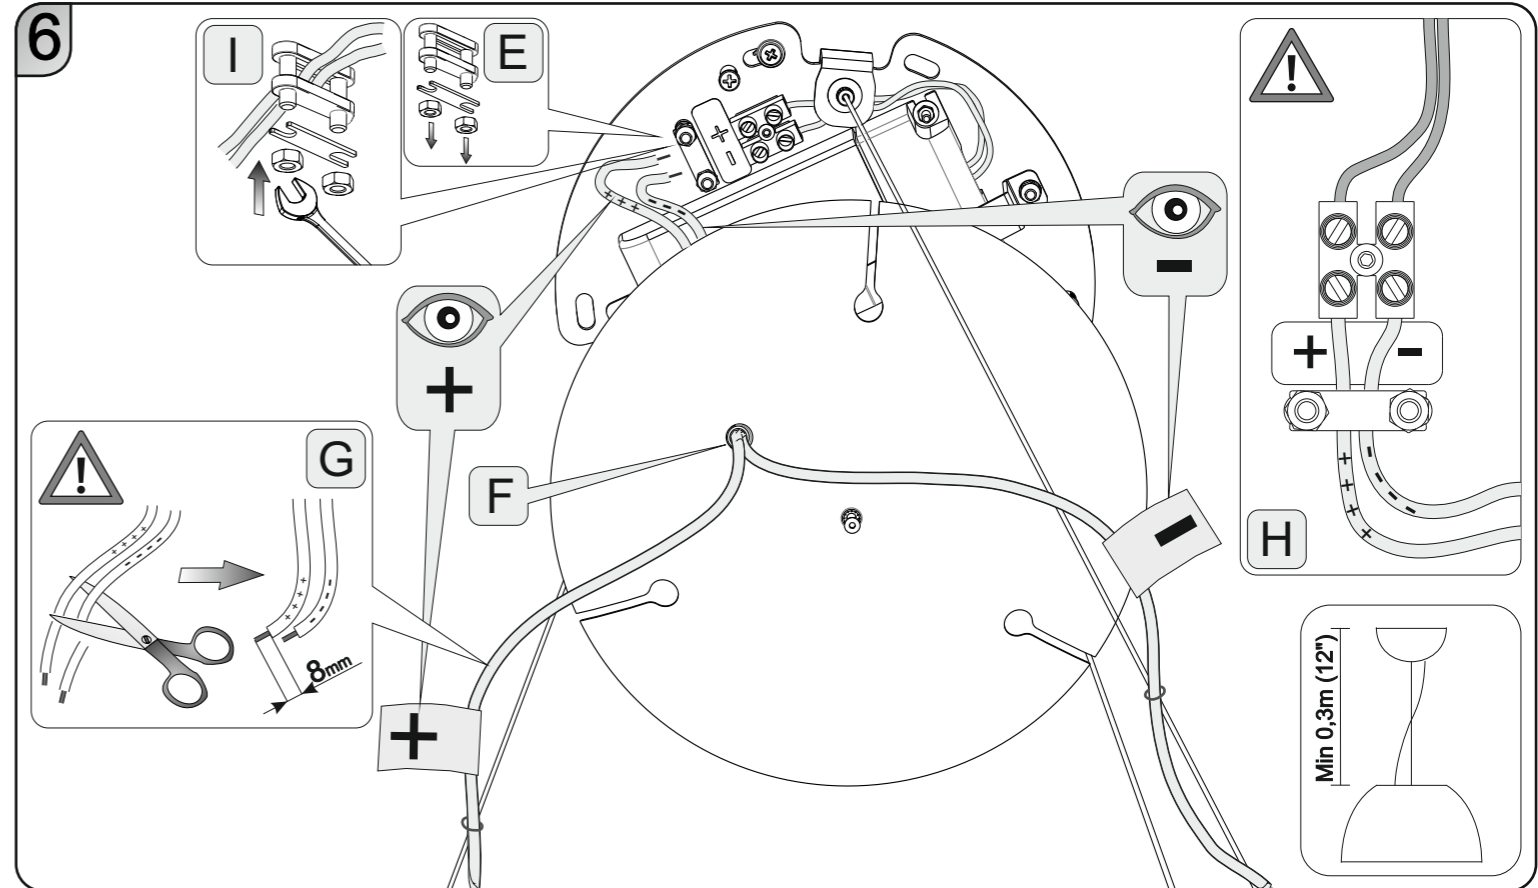 6
I
E
+
-
- -
+ + +
- - -
-
+
G
+ + + + +
- - - - -
+ + + +
- - - -
8mm
F
-
+
+ -
+ + + +
- - - -
H
Min 0,3m (12")